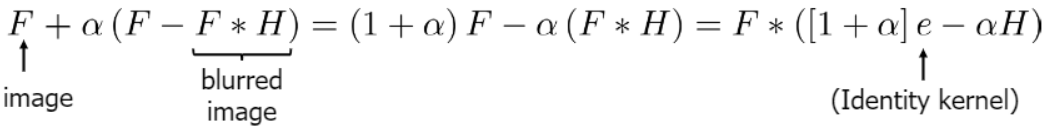 F + α (F − F ∗ H) = (1 + α) F − α (F ∗ H) = F ∗ ([1 + α] e − αH)
image
blurred
image
(Identity kernel)